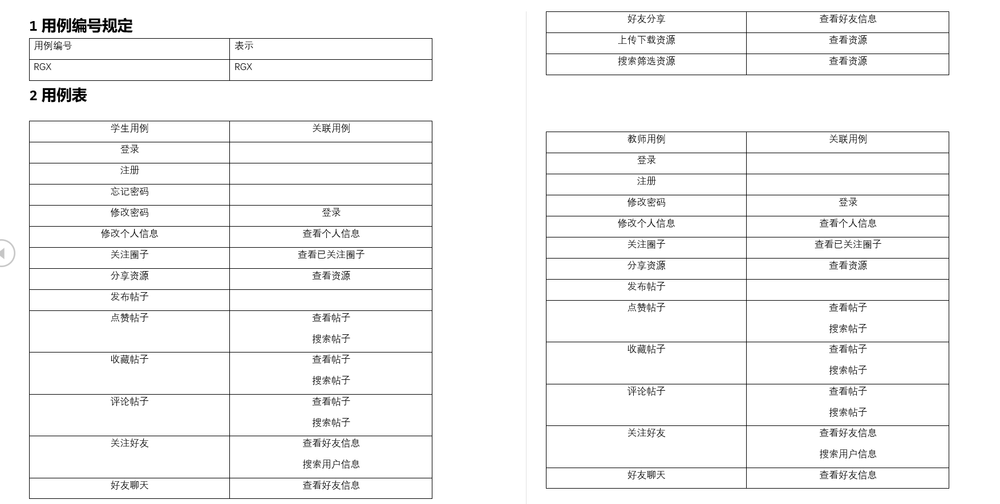 1 用例编号规定
用例编号 表示
RGX RGX
2 用例表
学生用例 关联用例
登录
注册
忘记密码
修改密码 登录
修改个人信息 查看个人信息
关注圈子 查看已关注圈子
分享资源 查看资源
发布帖子
点赞帖子 查看帖子
搜索帖子
收藏帖子 查看帖子
搜索帖子
评论帖子 查看帖子
搜索帖子
关注好友 查看好友信息
搜索用户信息
好友聊天 查看好友信息
好友分享 查看好友信息
上传下载资源 查看资源
搜索筛选资源 查看资源
教师用例 关联用例
登录
注册
修改密码 登录
修改个人信息 查看个人信息
关注圈子 查看已关注圈子
分享资源 查看资源
发布帖子
点赞帖子 查看帖子
搜索帖子
收藏帖子 查看帖子
搜索帖子
评论帖子 查看帖子
搜索帖子
关注好友 查看好友信息
搜索用户信息
好友聊天 查看好友信息